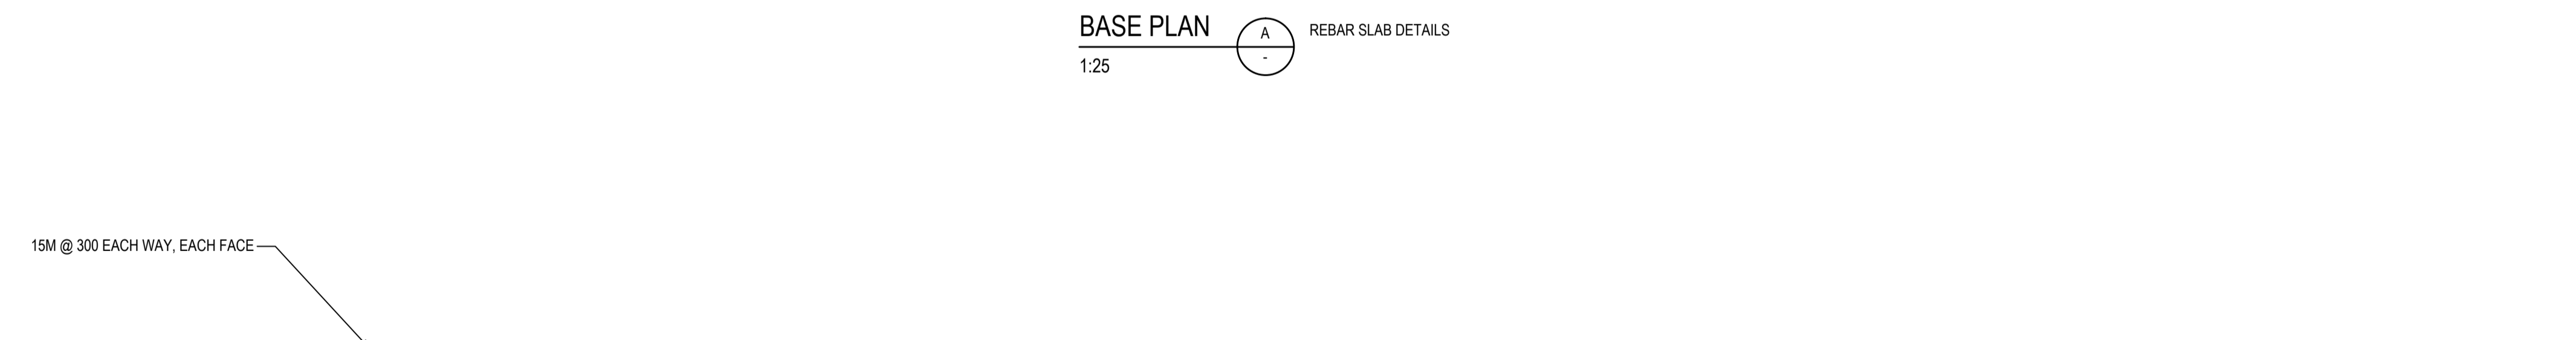 BASE PLAN
A
REBAR SLAB DETAILS
1:25
-
15M @ 300 EACH WAY, EACH FACE